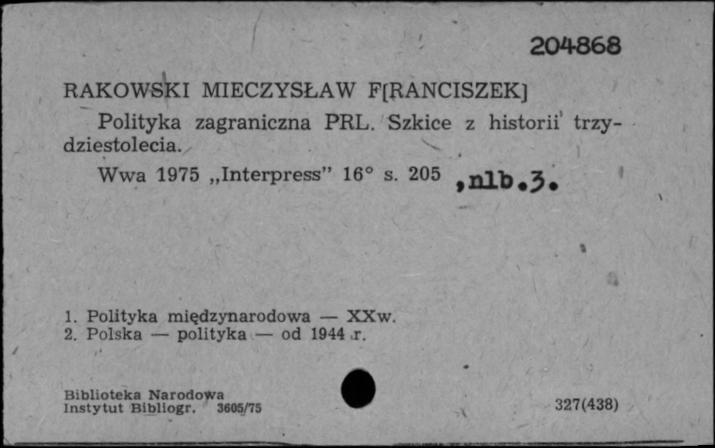 204868
RAKOWSKI MIECZYSŁAW F[RANCISZEK]
Polityka zagraniczna PRL. Szkice z historii trzy-
dziestolecia.
Wwa 1975 „Interpress” 16° s. 205 , nlb.3.
1. Polityka międzynarodowa — XXw.
2. Polska — polityka — od 1944 r.
Biblioteka Narodowa
Instytut Bibliogr. 3605/75
327(438)